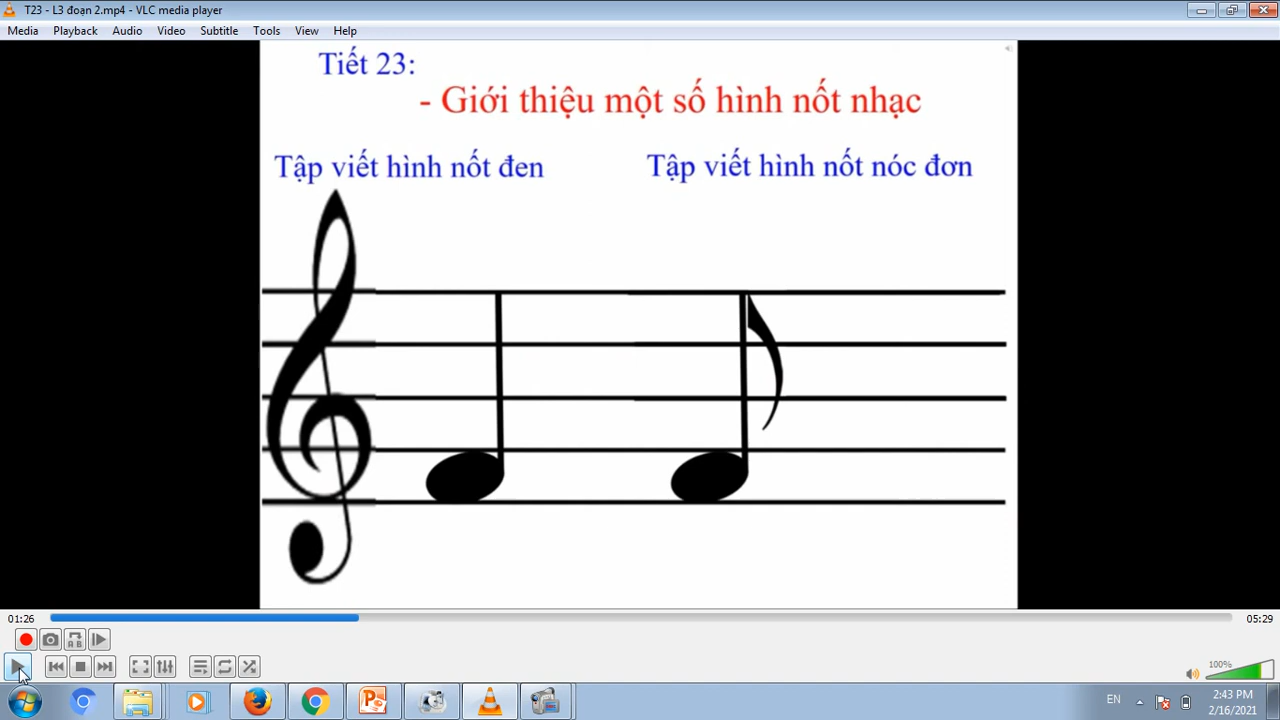 T23 - L3 đoạn 2.mp4 - VLC media player
Media Playback Audio Video Subtitle Tools View Help
Tiết 23:
- Giới thiệu một số hình nốt nhạc
Tập viết hình nốt đen
Tập viết hình nốt nóc đơn
01:26
05:29
100%
EN
2:43 PM
2/16/2021